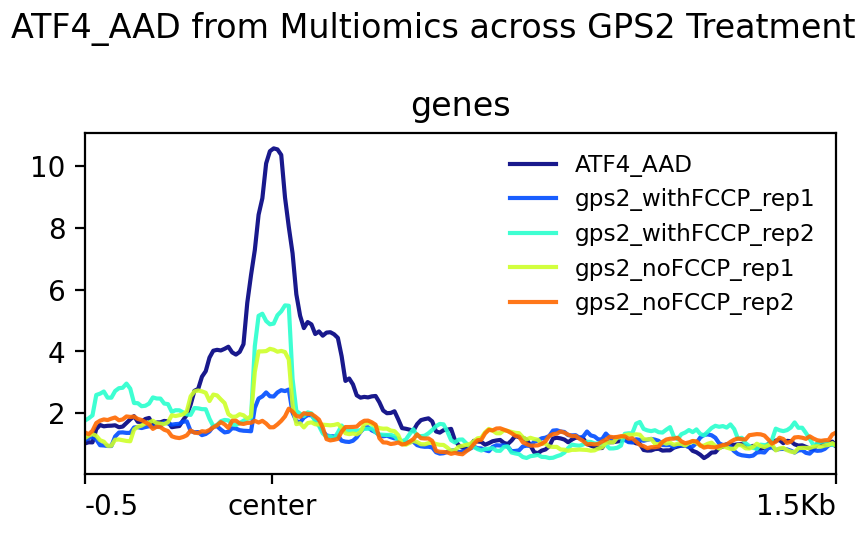 ATF4_AAD from Multiomics across GPS2 Treatment
genes
10
8
6
4
2
ATF4_AAD
gps2_withFCCP_rep1
gps2_withFCCP_rep2
gps2_noFCCP_rep1
gps2_noFCCP_rep2
-0.5 center 1.5Kb